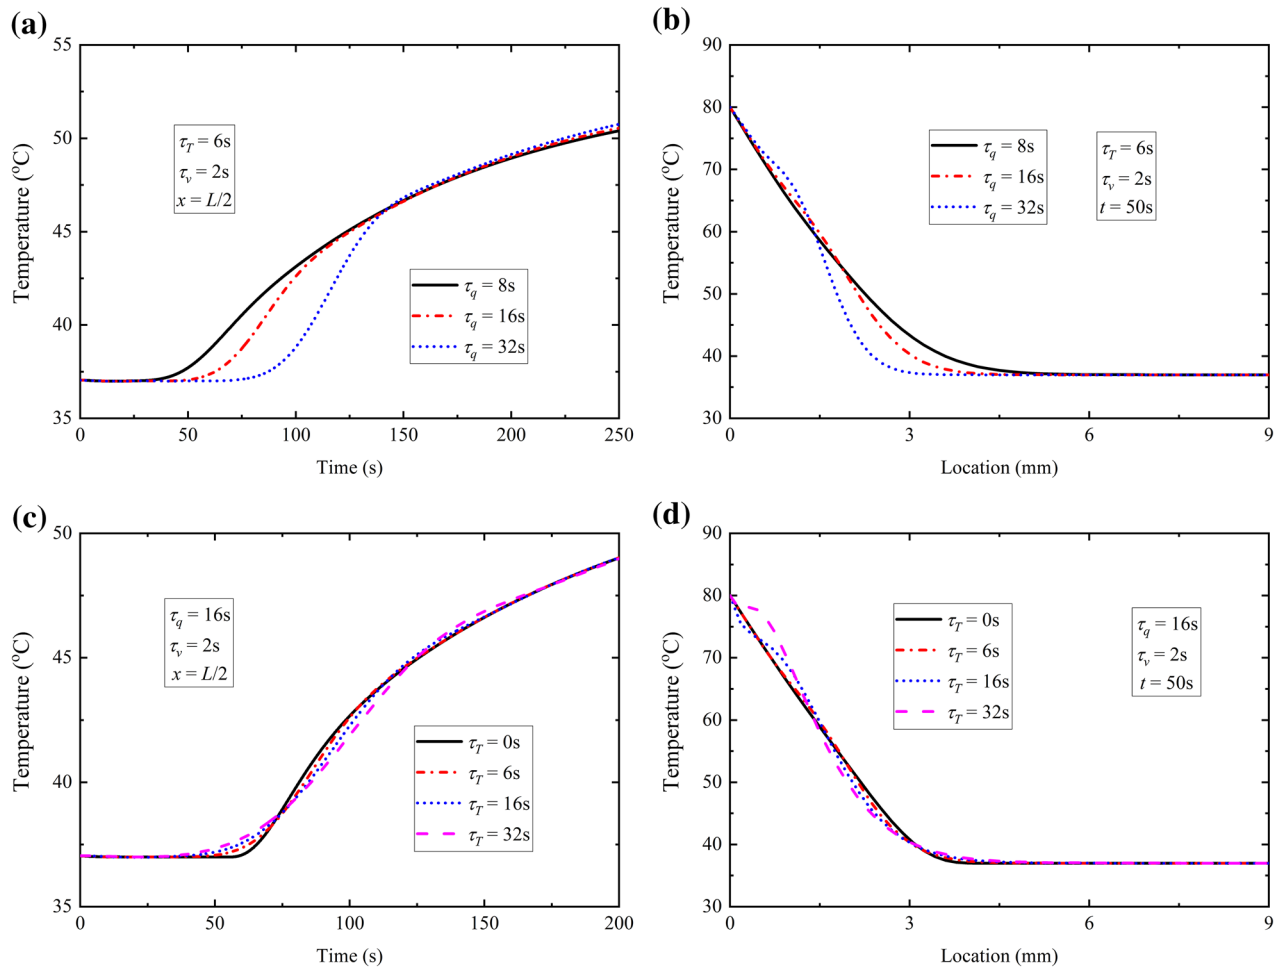 (a)
55
50
45
40
35
Temperature (°C)
τT = 6s
τv = 2s
x = L/2
τq = 8s
τq = 16s
τq = 32s
0 50 100 150 200 250
Time (s)
(b)
90
80
70
60
50
40
30
Temperature (°C)
τq = 8s
τq = 16s
τq = 32s
τT = 6s
τv = 2s
t = 50s
0 3 6 9
Location (mm)
(c)
50
45
40
35
Temperature (°C)
τq = 16s
τv = 2s
x = L/2
τT = 0s
τT = 6s
τT = 16s
τT = 32s
0 50 100 150 200
Time (s)
(d)
90
80
70
60
50
40
30
Temperature (°C)
τT = 0s
τT = 6s
τT = 16s
τT = 32s
τq = 16s
τv = 2s
t = 50s
0 3 6 9
Location (mm)